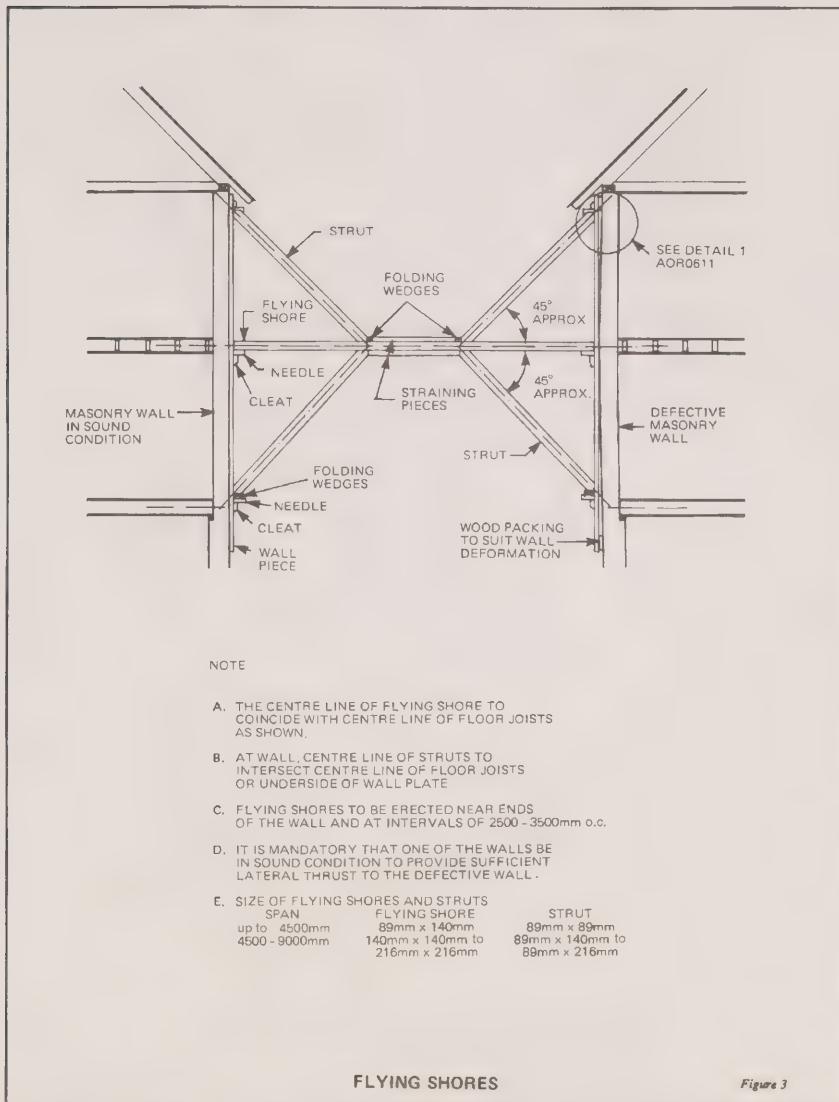 STRUT
SEE DETAIL 1
AOR0611
FOLDING
WEDGES
FLYING
SHORE
45°
APPROX
NEEDLE
CLEAT
STRAINING
PIECES
45°
APPROX.
MASONRY WALL
IN SOUND
CONDITION
DEFECTIVE
MASONRY
WALL
STRUT
FOLDING
WEDGES
NEEDLE
CLEAT
WALL
PIECE
WOOD PACKING
TO SUIT WALL
DEFORMATION
NOTE
A. THE CENTRE LINE OF FLYING SHORE TO
COINCIDE WITH CENTRE LINE OF FLOOR JOISTS
AS SHOWN.
B. AT WALL, CENTRE LINE OF STRUTS TO
INTERSECT CENTRE LINE OF FLOOR JOISTS
OR UNDERSIDE OF WALL PLATE
C. FLYING SHORES TO BE ERECTED NEAR ENDS
OF THE WALL AND AT INTERVALS OF 2500 - 3500mm o.c.
D. IT IS MANDATORY THAT ONE OF THE WALLS BE
IN SOUND CONDITION TO PROVIDE SUFFICIENT
LATERAL THRUST TO THE DEFECTIVE WALL.
E. SIZE OF FLYING SHORES AND STRUTS
SPAN FLYING SHORE STRUT
up to 4500mm 89mm x 140mm 89mm x 89mm
4500 - 9000mm 140mm x 140mm to 89mm x 140mm to
216mm x 216mm 89mm x 216mm
FLYING SHORES
Figure 3